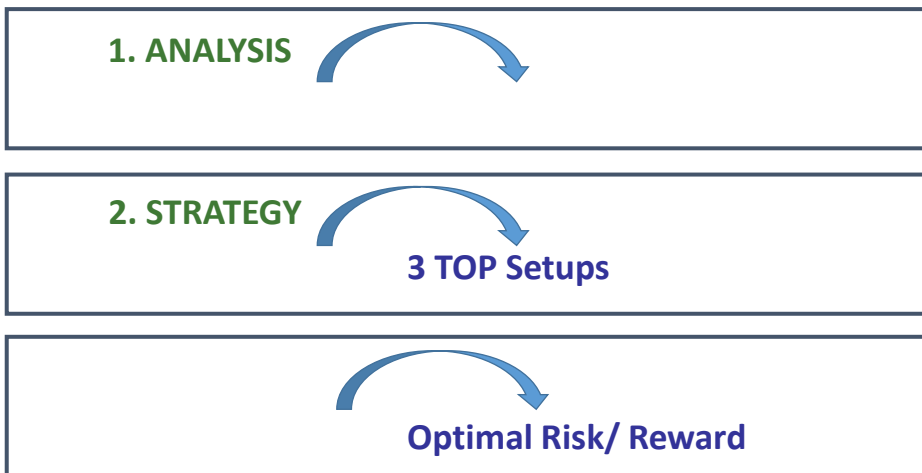 1. ANALYSIS
2. STRATEGY
3 TOP Setups
Optimal Risk/ Reward